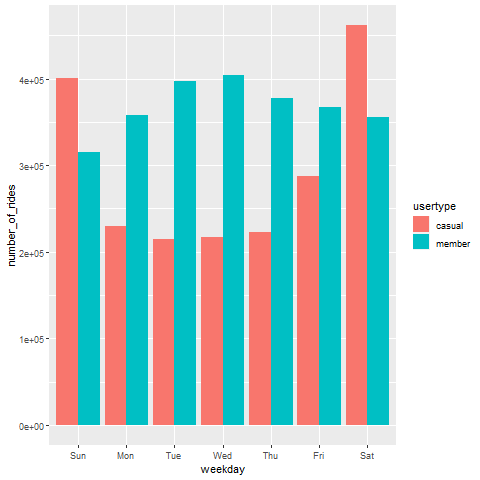 number_of_rides
4e+05
3e+05
2e+05
1e+05
0e+00
Sun Mon Tue Wed Thu Fri Sat
weekday
usertype
casual
member